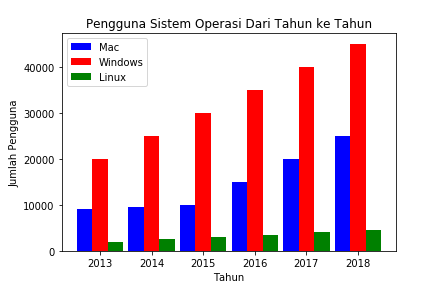 Pengguna Sistem Operasi Dari Tahun ke Tahun
Mac
Windows
Linux
Jumlah Pengguna
40000
30000
20000
10000
0
2013 2014 2015 2016 2017 2018
Tahun